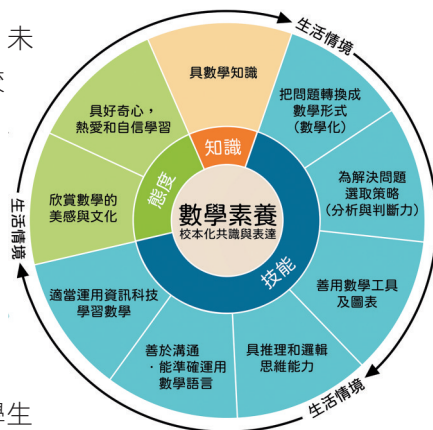 未
生活情境
具數學知識
把問題轉換成
數學形式
(數學化)
為解決問題
選取策略
(分析與判斷力)
善用數學工具
及圖表
具推理和邏輯
思維能力
善於溝通
・能準確運用
數學語言
適當運用資訊科技
學習數學
欣賞數學的
美感與文化
具好奇心，
熱愛和自信學習
知識
態度
技能
數學素養
校本化共識與表達
生活情境
生活情境
學生